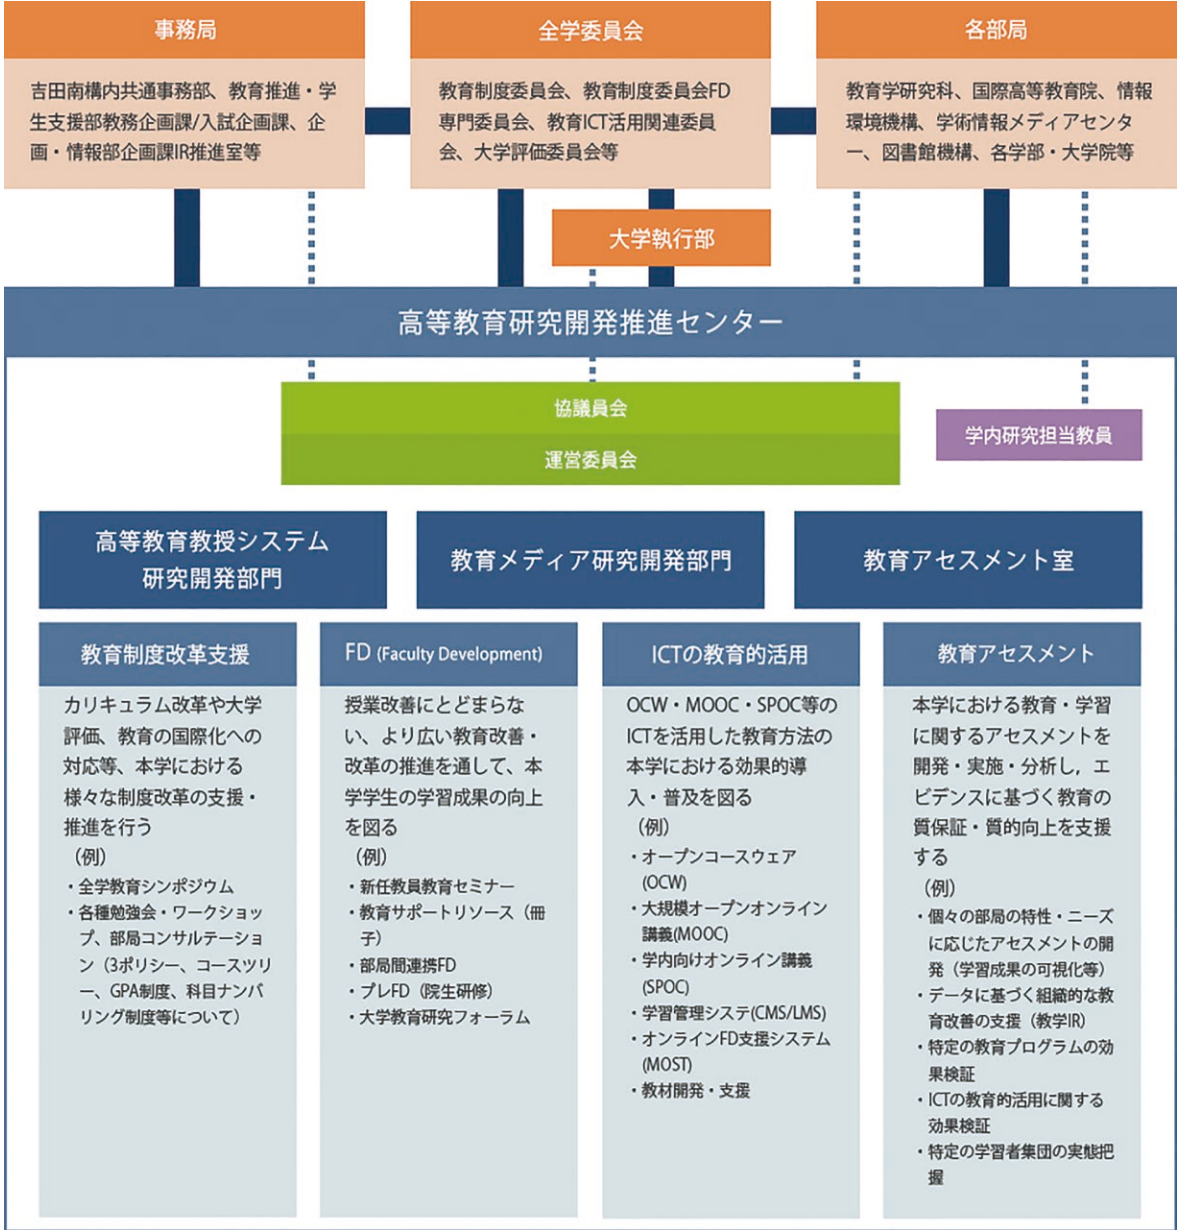 事務局
吉田南構内共通事務部、教育推進・学
生支援部教務企画課/入試企画課、企
画・情報部企画課IR推進室等
全学委員会
教育制度委員会、教育制度委員会FD
専門委員会、教育ICT活用関連委員
会、大学評価委員会等
各部局
教育学研究科、国際高等教育院、情報
環境機構、学術情報メディアセンタ
ー、図書館機構、各学部・大学院等
大学執行部
高等教育研究開発推進センター
協議員会
運営委員会
学内研究担当教員
高等教育教授システム
研究開発部門
教育メディア研究開発部門
教育アセスメント室
教育制度改革支援
カリキュラム改革や大学
評価、教育の国際化への
対応等、本学における
様々な制度改革の支援・
推進を行う
（例）
・全学教育シンポジウム
・各種勉強会・ワークショッ
プ、部局コンサルテーショ
ン（3ポリシー、コースツリ
ー、GPA制度、科目ナンバ
リング制度等について）
FD (Faculty Development)
授業改善にとどまらな
い、より広い教育改善・
改革の推進を通して、本
学学生の学習成果の向上
を図る
（例）
・新任教員教育セミナー
・教育サポートリソース（冊
子）
・部局間連携FD
・プレFD（院生研修）
・大学教育研究フォーラム
ICTの教育的活用
OCW・MOOC・SPOC等の
ICTを活用した教育方法の
本学における効果的導
入・普及を図る
（例）
・オープンコースウェア
(OCW)
・大規模オープンオンライン
講義(MOOC)
・学内向けオンライン講義
(SPOC)
・学習管理システ(CMS/LMS)
・オンラインFD支援システム
(MOST)
・教材開発・支援
教育アセスメント
本学における教育・学習
に関するアセスメントを
開発・実施・分析し，エ
ビデンスに基づく教育の
質保証・質的向上を支援
する
（例）
・個々の部局の特性・ニーズ
に応じたアセスメントの開
発（学習成果の可視化等）
・データに基づく組織的な教
育改善の支援（教学IR）
・特定の教育プログラムの効
果検証
・ICTの教育的活用に関する
効果検証
・特定の学習者集団の実態把
握